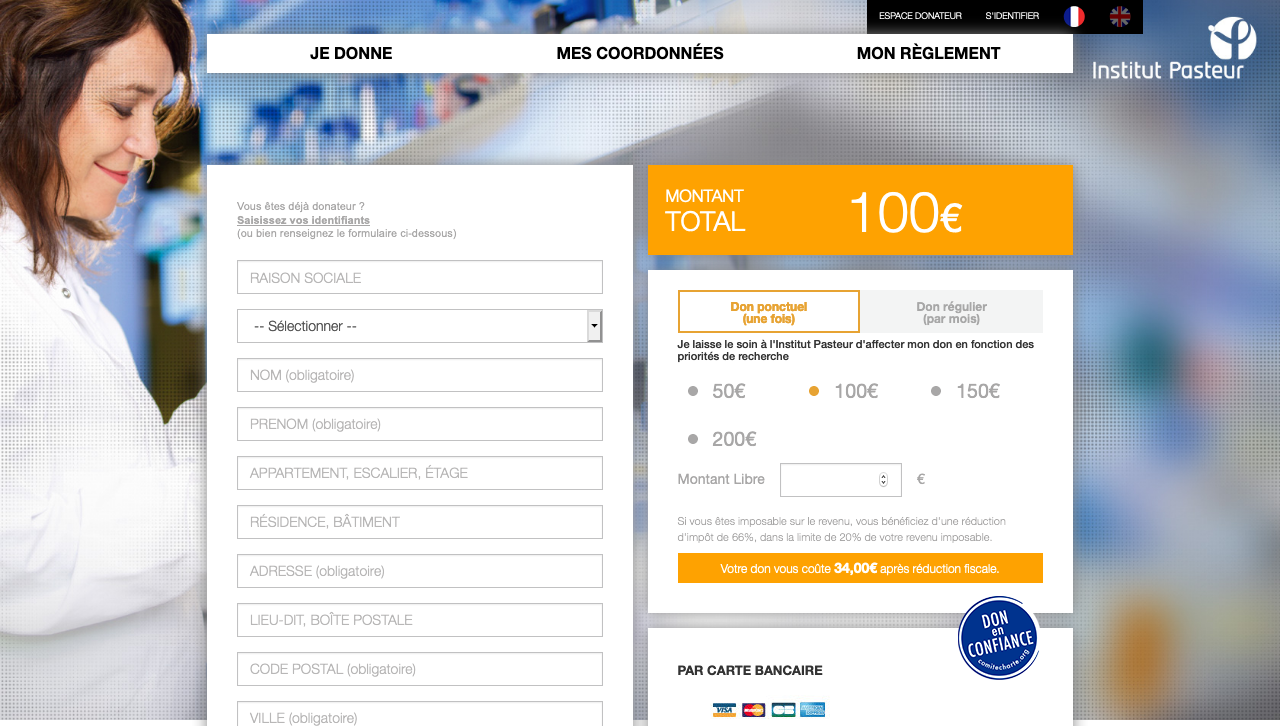 ESPACE DONATEUR S'IDENTIFIER
JE DONNE MES COORDONNÉES MON RÈGLEMENT
Institut Pasteur
Vous êtes déjà donateur ?
Saisissez vos identifiants
(ou bien renseignez le formulaire ci-dessous)
RAISON SOCIALE
-- Sélectionner --
NOM (obligatoire)
PRENOM (obligatoire)
APPARTEMENT, ESCALIER, ÉTAGE
RÉSIDENCE, BÂTIMENT
ADRESSE (obligatoire)
LIEU-DIT, BOÎTE POSTALE
CODE POSTAL (obligatoire)
VILLE (obligatoire)
MONTANT
TOTAL
100€
Don ponctuel
(une fois)
Don régulier
(par mois)
Je laisse le soin à l'Institut Pasteur d'affecter mon don en fonction des
priorités de recherche
50€ 100€ 150€
200€
Montant Libre €
Si vous êtes imposable sur le revenu, vous bénéficiez d'une réduction
d'impôt de 66%, dans la limite de 20% de votre revenu imposable.
Votre don vous coûte 34,00€ après réduction fiscale.
DON
en
CONFIANCE
comitecharte.org
PAR CARTE BANCAIRE
VISA MasterCard CB